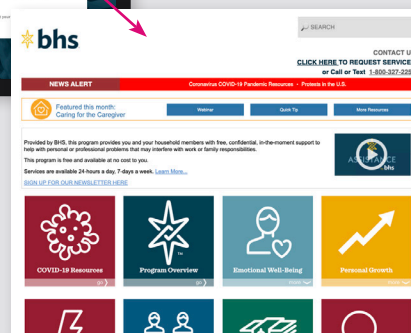 SEARCH
bhs
CONTACT U
CLICK HERE TO REQUEST SERVICE
or Call or Text 1-800-327-225
NEWS ALERT
Coronavirus COVID-19 Pandemic Resources • Protests in the U.S.
Featured this month:
Caring for the Caregiver
Webinar
Quick Tip
More Resources
Provided by BHS, this program provides you and your household members with free, confidential, in-the-moment support to
help with personal or professional problems that may interfere with work or family responsibilities.
This program is free and available at no cost to you.
Services are available 24-hours a day, 7-days a week. Learn More...
SIGN UP FOR OUR NEWSLETTER HERE
ASSISTANCE
bhs
COVID-19 Resources
go
Program Overview
go
Emotional Well-Being
more
Personal Growth
more